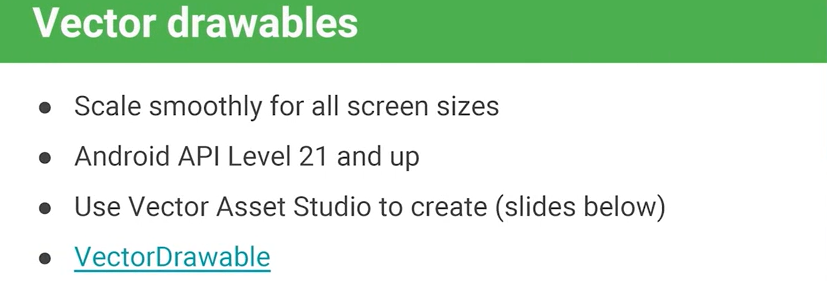 Vector drawables
● Scale smoothly for all screen sizes
● Android API Level 21 and up
● Use Vector Asset Studio to create (slides below)
● VectorDrawable